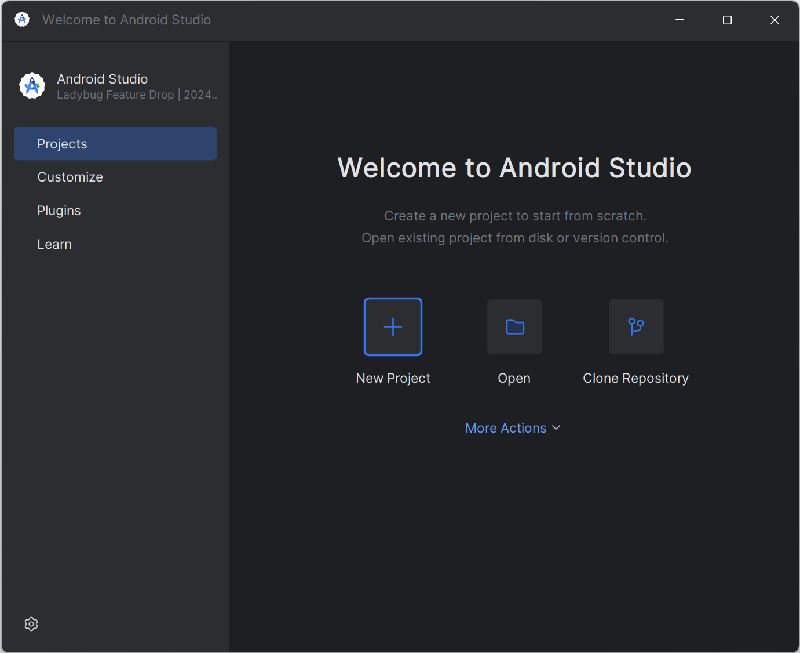 Welcome to Android Studio
Android Studio
Ladybug Feature Drop | 2024..
Projects
Customize
Plugins
Learn
Welcome to Android Studio
Create a new project to start from scratch.
Open existing project from disk or version control.
New Project
Open
Clone Repository
More Actions